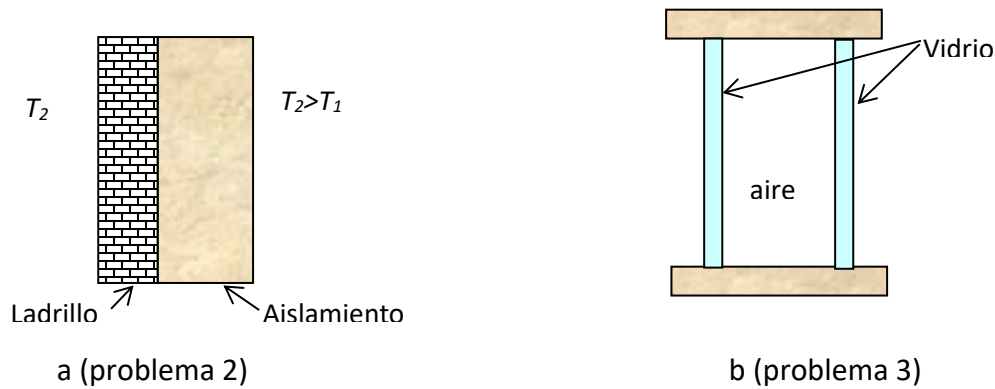 T₂
T₂>T₁
Ladrillo
Aislamiento
a (problema 2)
Vidrio
aire
b (problema 3)